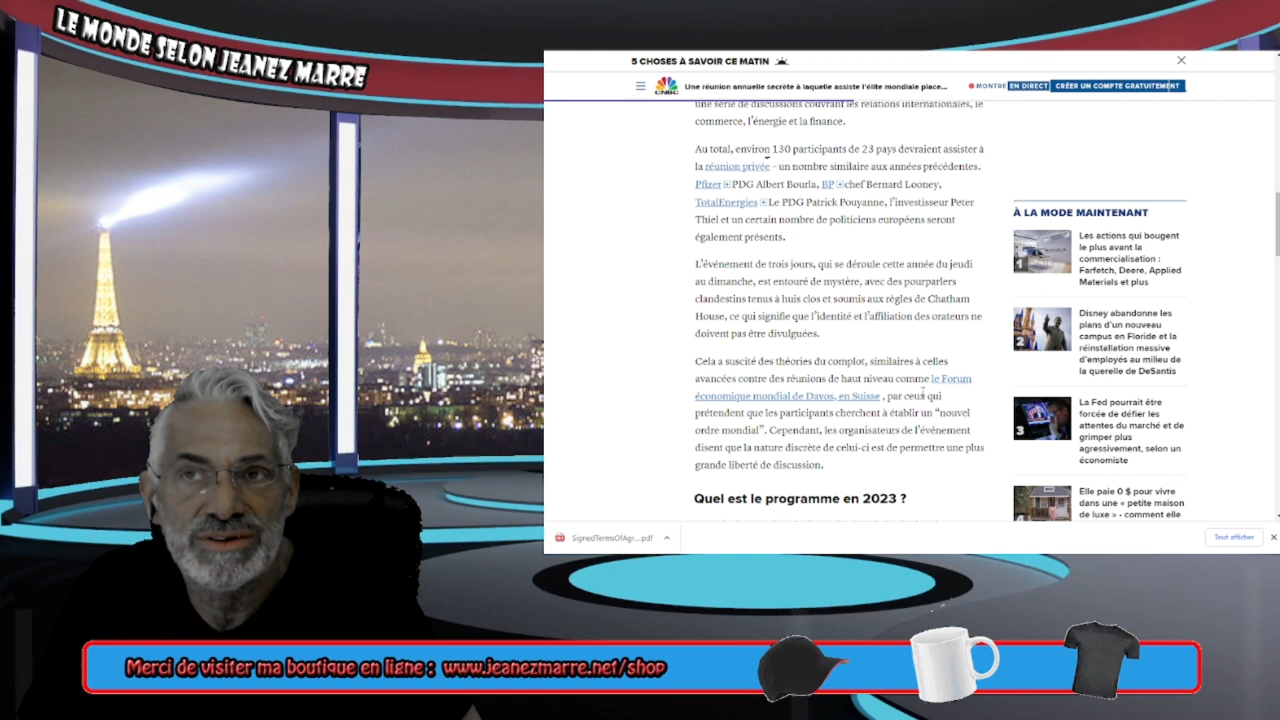 LE MONDE SELON JEANEZ MARRE
5 CHOSES À SAVOIR CE MATIN
CNBC
Une réunion annuelle secrète à laquelle assiste l'élite mondiale place...
MONTRE EN DIRECT
CRÉER UN COMPTE GRATUITEMENT
une série de discussions couvrant les relations internationales, le
commerce, l'énergie et la finance.
Au total, environ 130 participants de 23 pays devraient assister à
la réunion privée – un nombre similaire aux années précédentes.
Pfizer PDG Albert Bourla, BP chef Bernard Looney,
TotalEnergies Le PDG Patrick Pouyanne, l'investisseur Peter
Thiel et un certain nombre de politiciens européens seront
également présents.
L'événement de trois jours, qui se déroule cette année du jeudi
au dimanche, est entouré de mystère, avec des pourparlers
clandestins tenus à huis clos et soumis aux règles de Chatham
House, ce qui signifie que l'identité et l'affiliation des orateurs ne
doivent pas être divulguées.
Cela a suscité des théories du complot, similaires à celles
avancées contre des réunions de haut niveau comme le Forum
économique mondial de Davos, en Suisse , par ceux qui
prétendent que les participants cherchent à établir un "nouvel
ordre mondial". Cependant, les organisateurs de l'événement
disent que la nature discrète de celui-ci est de permettre une plus
grande liberté de discussion.
Quel est le programme en 2023 ?
À LA MODE MAINTENANT
1
Les actions qui bougent
le plus avant la
commercialisation :
Farfetch, Deere, Applied
Materials et plus
2
Disney abandonne les
plans d'un nouveau
campus en Floride et la
réinstallation massive
d'employés au milieu de
la querelle de DeSantis
3
La Fed pourrait être
forcée de défier les
attentes du marché et de
grimper plus
agressivement, selon un
économiste
Elle paie 0 $ pour vivre
dans une « petite maison
de luxe » - comment elle
SignedTermsOfAgr....pdf
Tout afficher
Merci de visiter ma boutique en ligne : www.jeanezmarre.net/shop